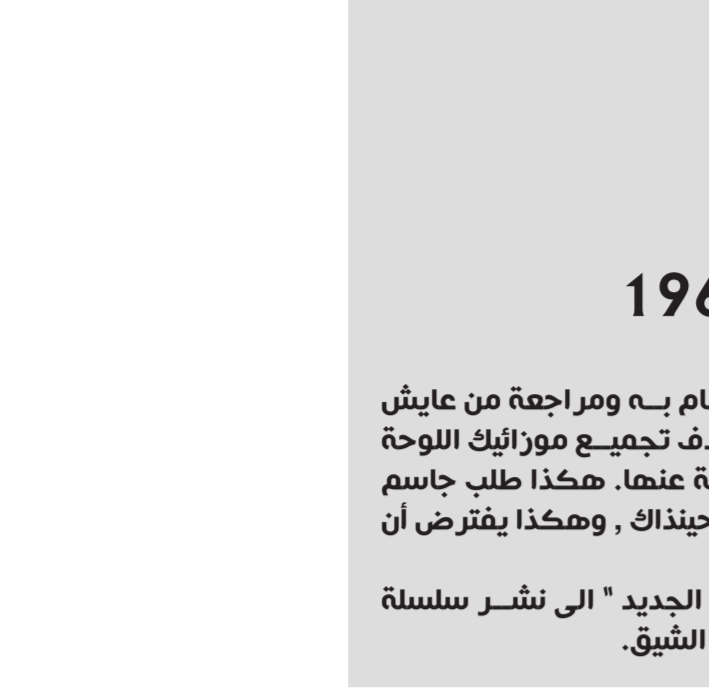 196
ام بـه ومراجعة من عايش
ف تجميـع موزائيك اللوحة
ة عنها. هكذا طلب جاسم
حينذاك , وهكذا يفترض أن
الجديد " الى نشـر سلسلة
الشيق.